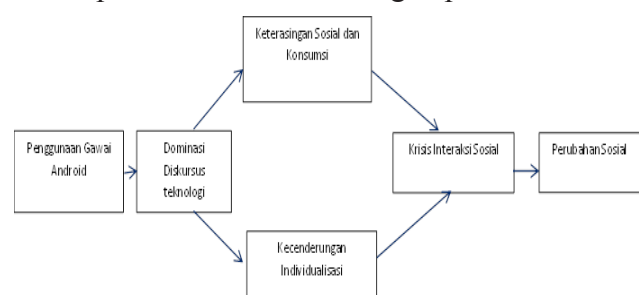 Keterasingan Sosial dan
Konsumsi
Penggunaan Gawai
Android
Dominasi
Diskursus
teknologi
Krisis Interaksi Sosial
Perubahan Sosial
Kecenderungan
Individualisasi